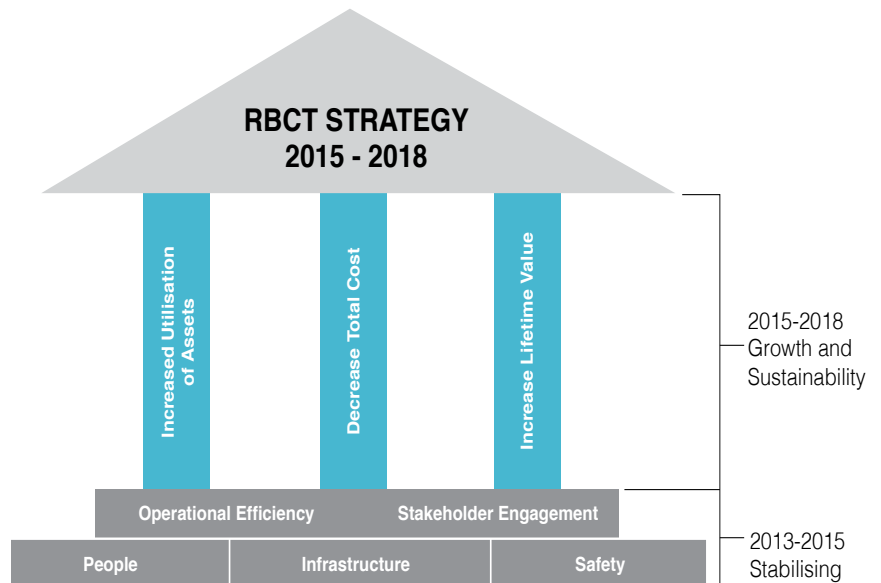 RBCT STRATEGY
2015 - 2018
Increased Utilisation
of Assets
Decrease Total Cost
Increase Lifetime Value
2015-2018
Growth and
Sustainability
Operational Efficiency
Stakeholder Engagement
People
Infrastructure
Safety
2013-2015
Stabilising